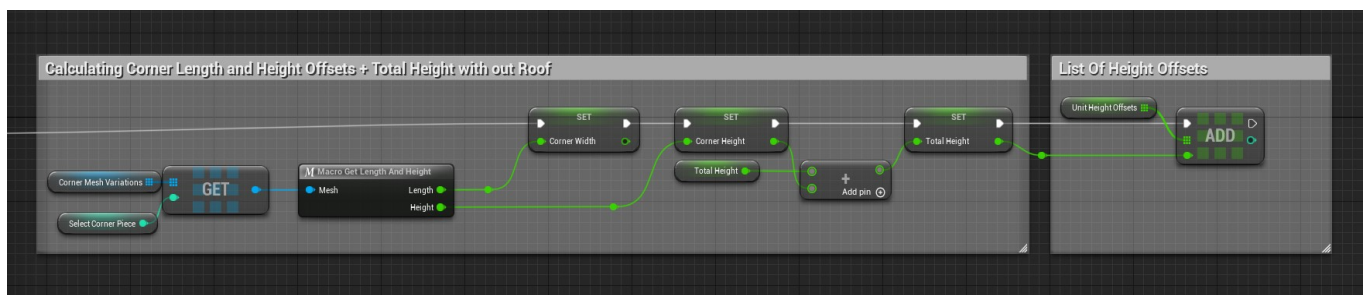 Calculating Corner Length and Height Offsets + Total Height with out Roof
List Of Height Offsets
SET
Corner Width
SET
Corner Height
SET
Total Height
Unit Height Offsets
ADD
Corner Mesh Variations
GET
Select Corner Piece
M Macro Get Length And Height
Mesh
Length
Height
Total Height
+
Add pin